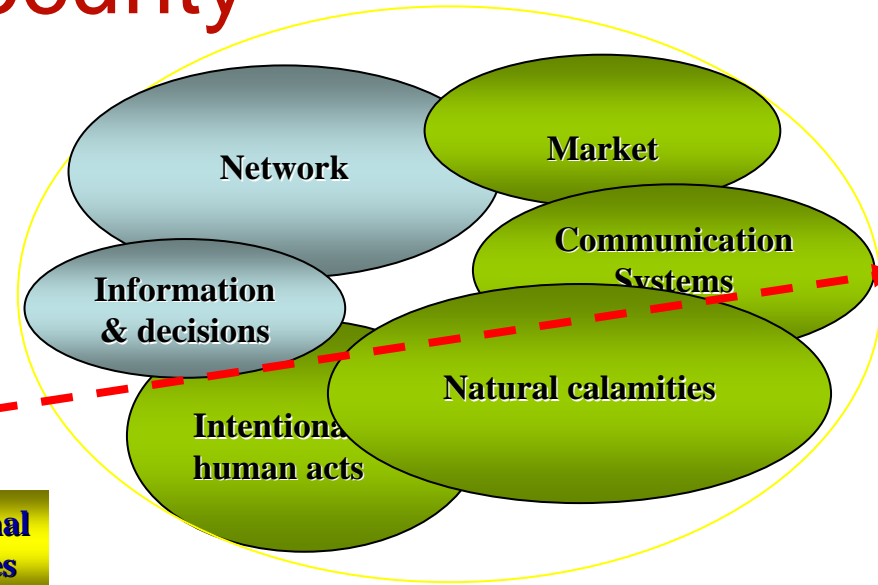 Network
Market
Communication
Systems
Information
& decisions
Natural calamities
human acts